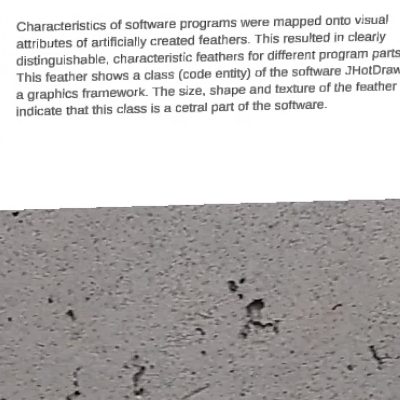 Characteristics of software programs were mapped onto visual
attributes of artificially created feathers. This resulted in clearly
distinguishable, characteristic feathers for different program parts
This feather shows a class (code entity) of the software JHotDraw
a graphics framework. The size, shape and texture of the feather
indicate that this class is a cetral part of the software.